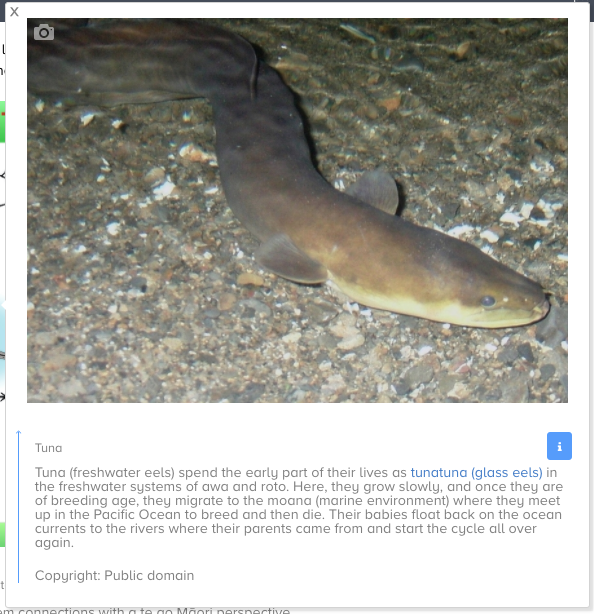 X
Tuna
i
Tuna (freshwater eels) spend the early part of their lives as tunatuna (glass eels) in
the freshwater systems of awa and roto. Here, they grow slowly, and once they are
of breeding age, they migrate to the moana (marine environment) where they meet
up in the Pacific Ocean to breed and then die. Their babies float back on the ocean
currents to the rivers where their parents came from and start the cycle all over
again.
Copyright: Public domain
connections with a te ao Māori perspective